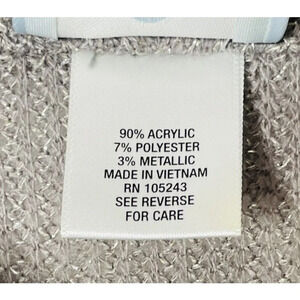 90% ACRYLIC
7% POLYESTER
3% METALLIC
MADE IN VIETNAM
RN 105243
SEE REVERSE
FOR CARE